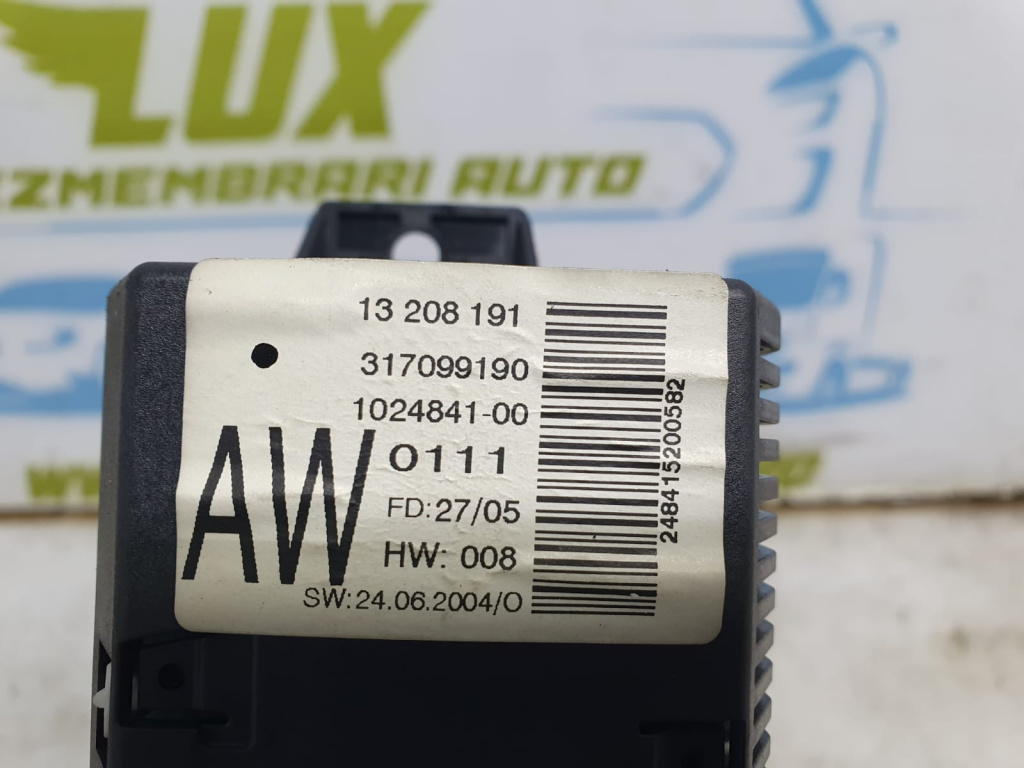 LUX
EZMEMBRARI AUTO
13 208 191
317099190
1024841-00
AW
0111
FD: 27/05
HW: 008
SW: 24.06.2004/O
248415200582